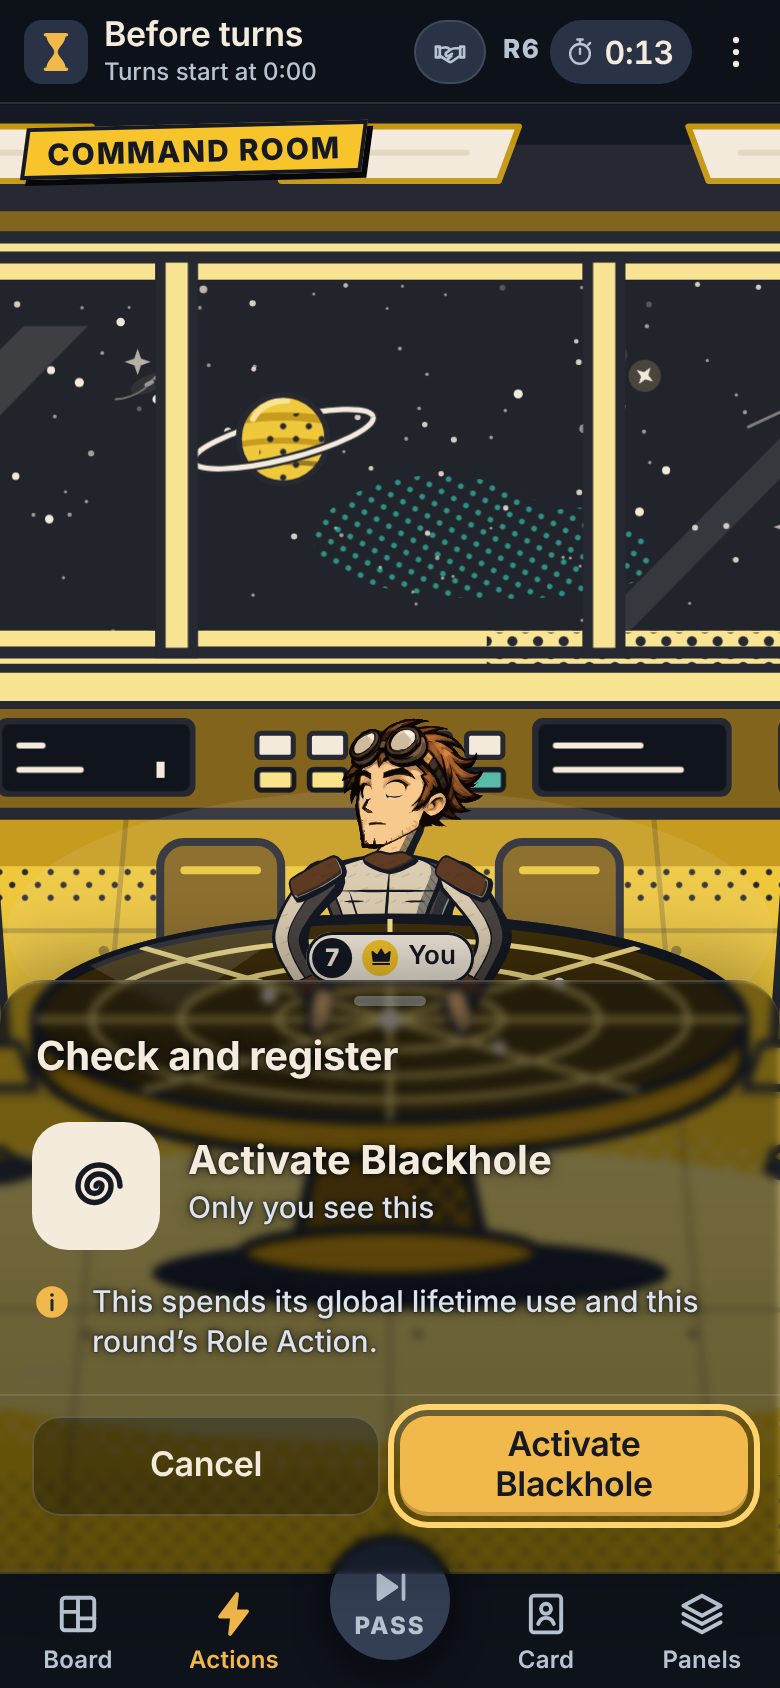 Before turns
Turns start at 0:00
R6
0:13
COMMAND ROOM
7
You
Check and register
Activate Blackhole
Only you see this
This spends its global lifetime use and this
round’s Role Action.
Cancel
Activate
Blackhole
PASS
Board
Actions
Card
Panels